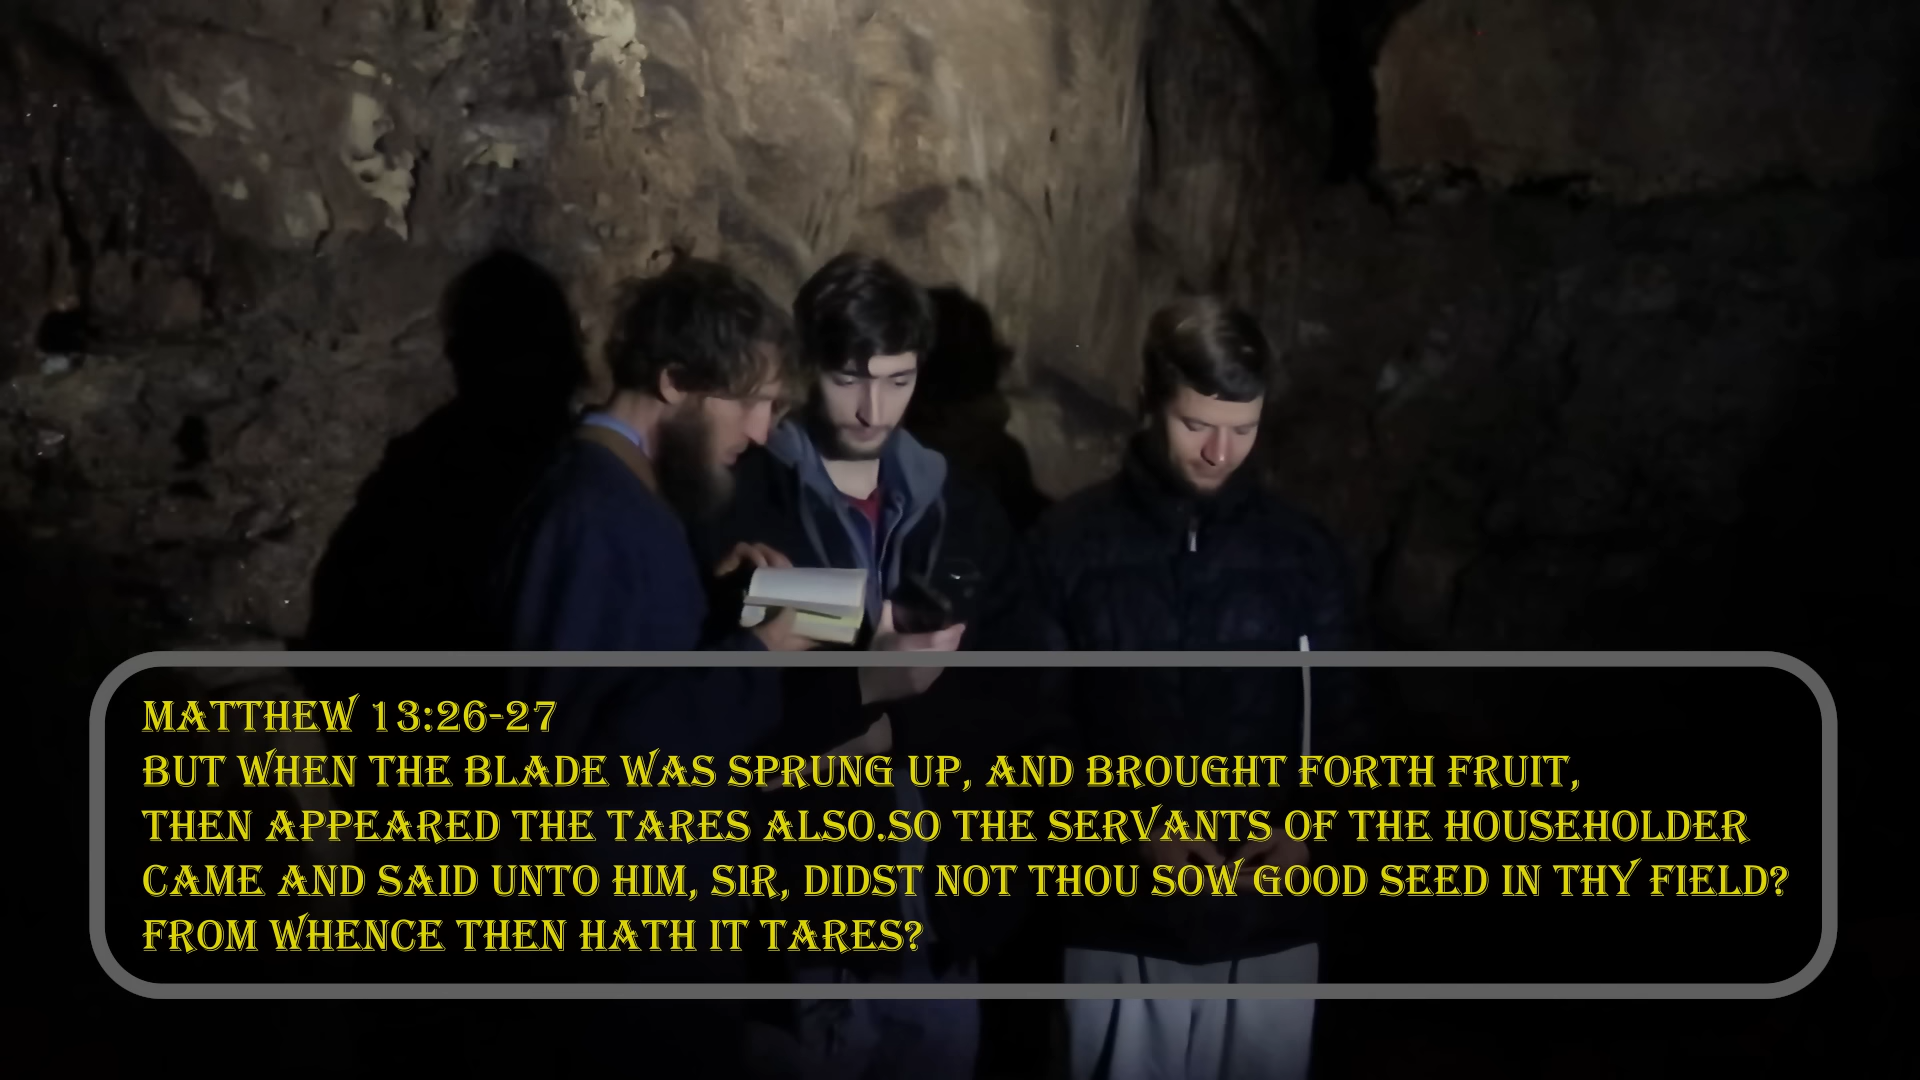 MATTHEW 13:26-27
BUT WHEN THE BLADE WAS SPRUNG UP, AND BROUGHT FORTH FRUIT,
THEN APPEARED THE TARES ALSO.SO THE SERVANTS OF THE HOUSEHOLDER
CAME AND SAID UNTO HIM, SIR, DIDST NOT THOU SOW GOOD SEED IN THY FIELD?
FROM WHENCE THEN HATH IT TARES?